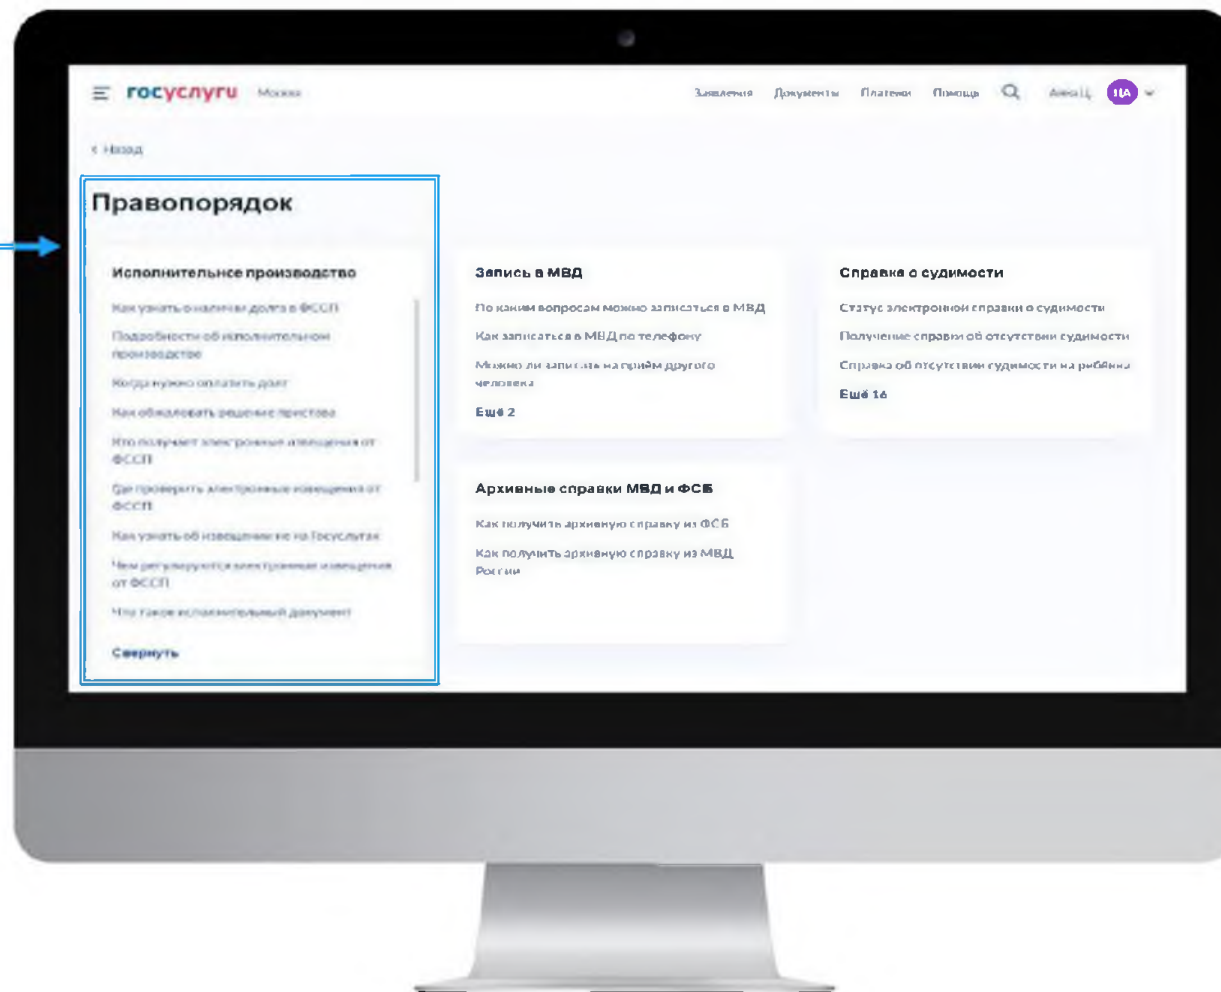 госуслуги Москва
Заявления Документы Платежи Помощь Анна Ц. ЦА
Назад
Правопорядок
Исполнительное производство
Как узнать о наличии долга в ФССП
Подробности об исполнительном
производстве
Когда нужно оплатить долг
Как обжаловать решение пристава
Кто получает электронные извещения от
ФССП
Где проверить электронные извещения от
ФССП
Как узнать об извещении не на Госуслугах
Чем регулируются электронные извещения
от ФССП
Что такое исполнительный документ
Свернуть
Запись в МВД
По каким вопросам можно записаться в МВД
Как записаться в МВД по телефону
Можно ли записать на приём другого
человека
Ещё 2
Справка о судимости
Статус электронной справки о судимости
Получение справки об отсутствии судимости
Справка об отсутствии судимости на ребёнка
Ещё 16
Архивные справки МВД и ФСБ
Как получить архивную справку из ФСБ
Как получить архивную справку из МВД
России